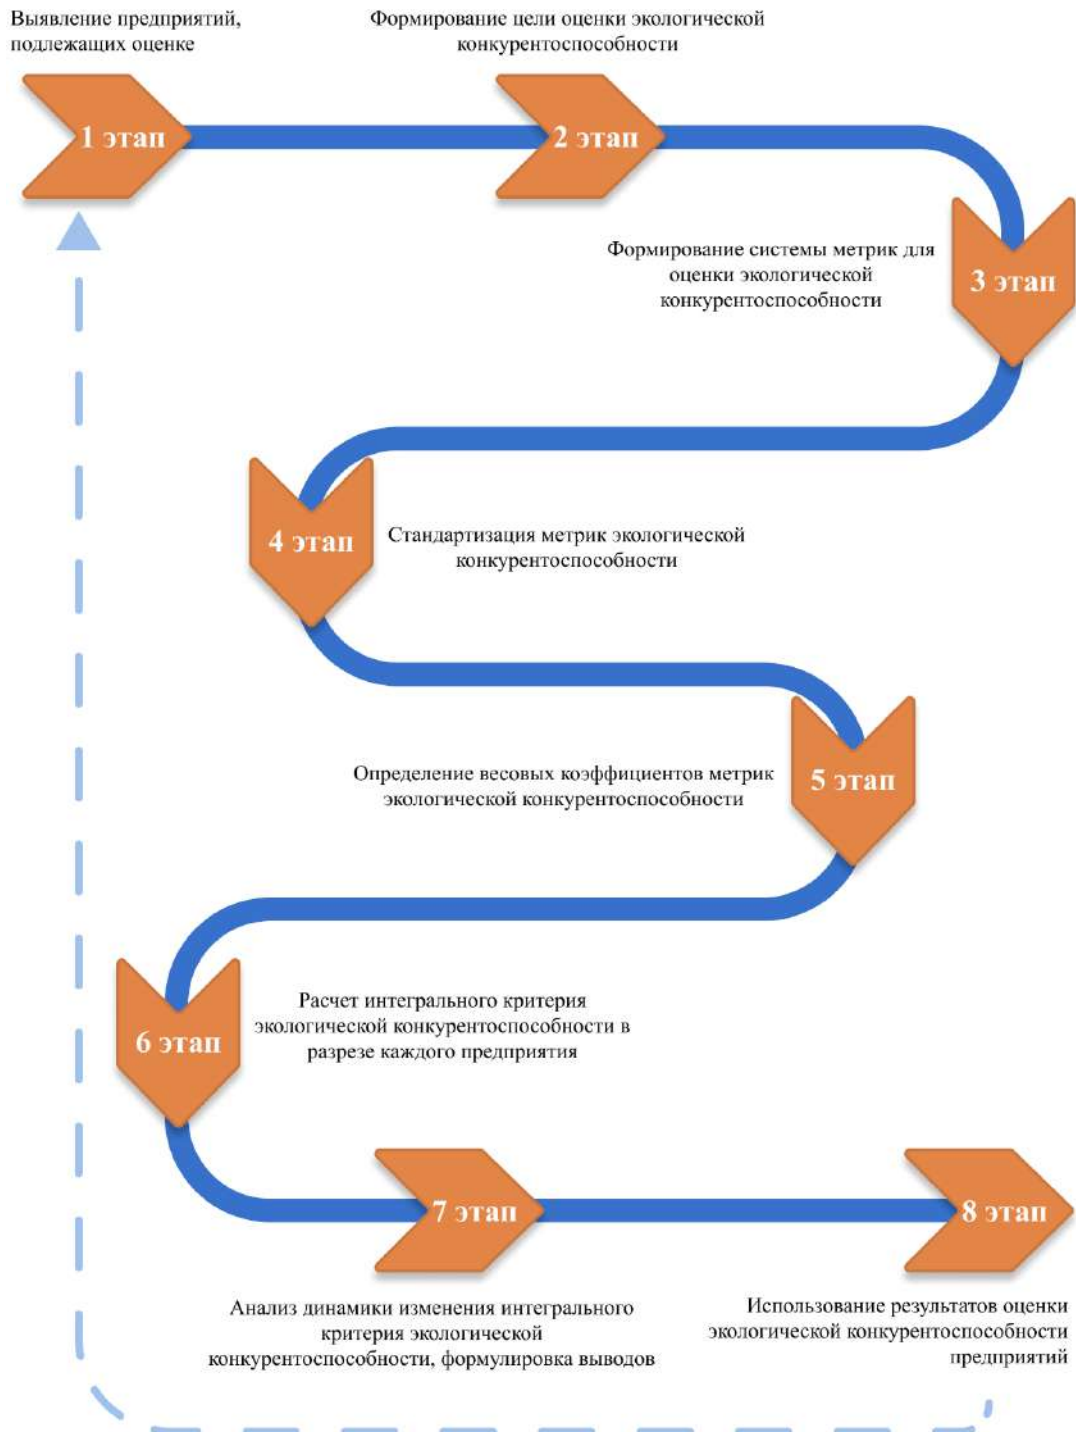 Выявление предприятий,
подлежащих оценке
1 этап
Формирование цели оценки экологической
конкурентоспособности
2 этап
Формирование системы метрик для
оценки экологической
конкурентоспособности
3 этап
4 этап
Стандартизация метрик экологической
конкурентоспособности
Определение весовых коэффициентов метрик
экологической конкурентоспособности
5 этап
6 этап
Расчет интегрального критерия
экологической конкурентоспособности в
разрезе каждого предприятия
7 этап
Анализ динамики изменения интегрального
критерия экологической
конкурентоспособности, формулировка выводов
8 этап
Использование результатов оценки
экологической конкурентоспособности
предприятий